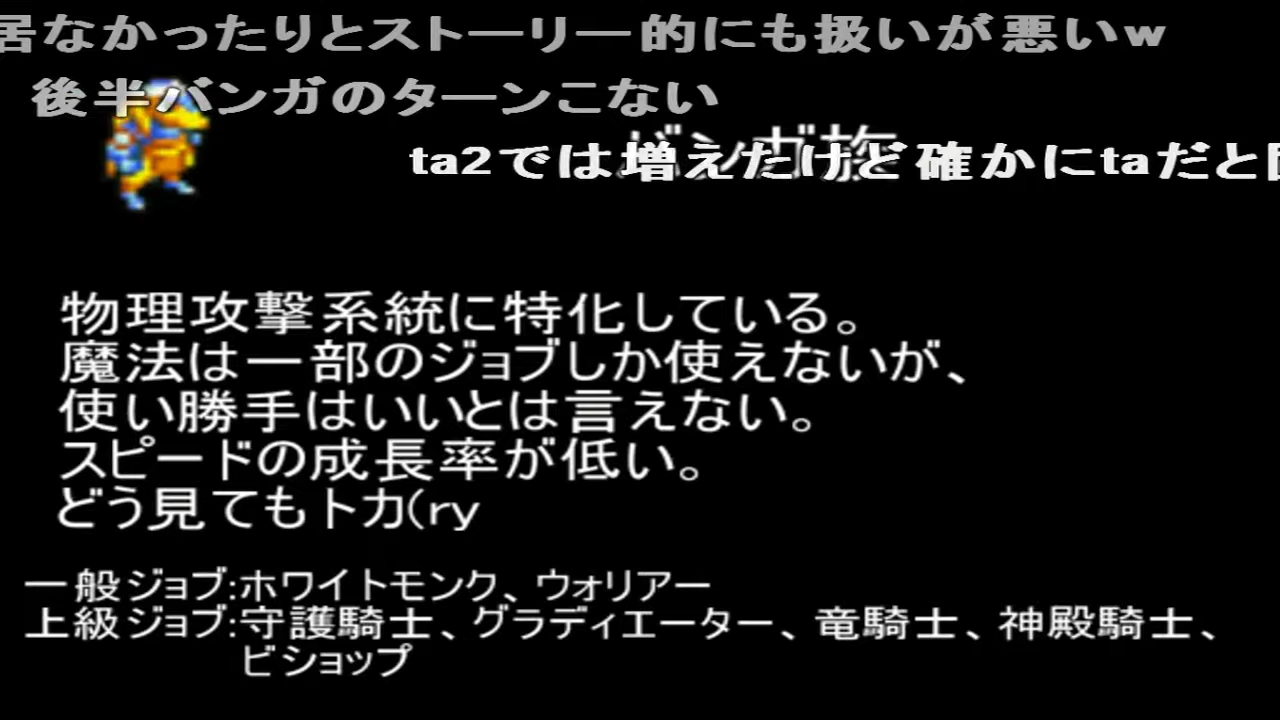 居なかったりとストーリー的にも扱いが悪いw
後半バンガのターンこない
バンガ族
ta2では増えたけど確かにtaだと
物理攻撃系統に特化している。
魔法は一部のジョブしか使えないが、
使い勝手はいいとは言えない。
スピードの成長率が低い。
どう見てもトカ(ry
一般ジョブ:ホワイトモンク、ウォリアー
上級ジョブ:守護騎士、グラディエーター、竜騎士、神殿騎士、
ビショップ